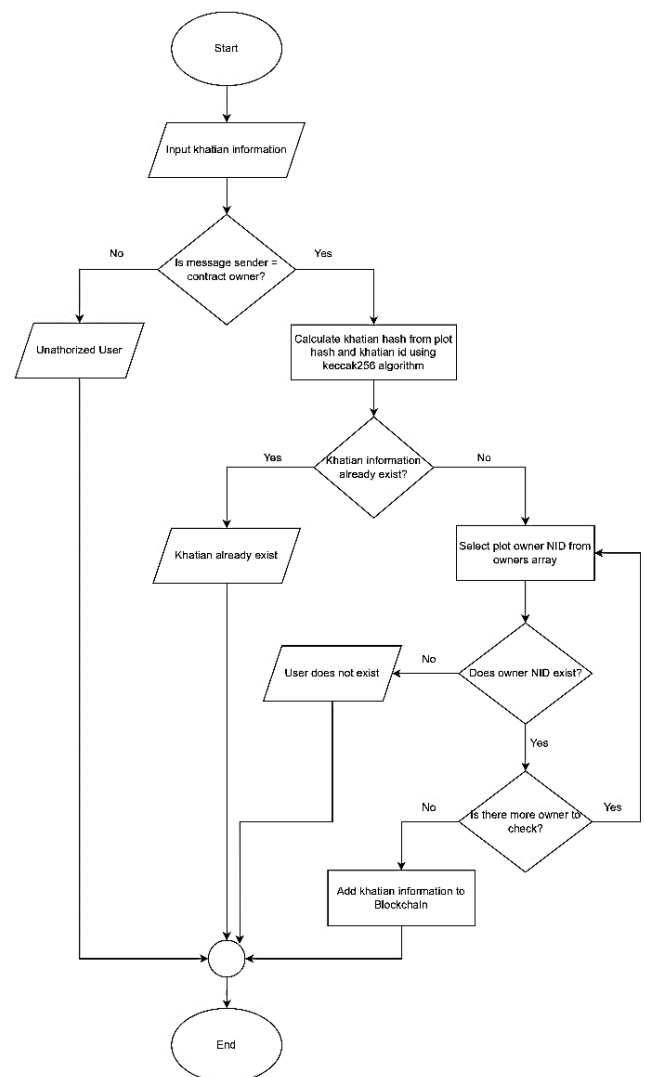 Start
Input khatian information
Is message sender =
contract owner?
No
Yes
Unathorized User
Calculate khatian hash from plot
hash and khatian id using
keccak256 algorithm
Yes
Khatian information
already exist?
No
Khatian already exist
Select plot owner NID from
owners array
User does not exist
No
Does owner NID exist?
Yes
No
Is there more owner to
check?
Yes
Add khatian information to
Blockchain
End